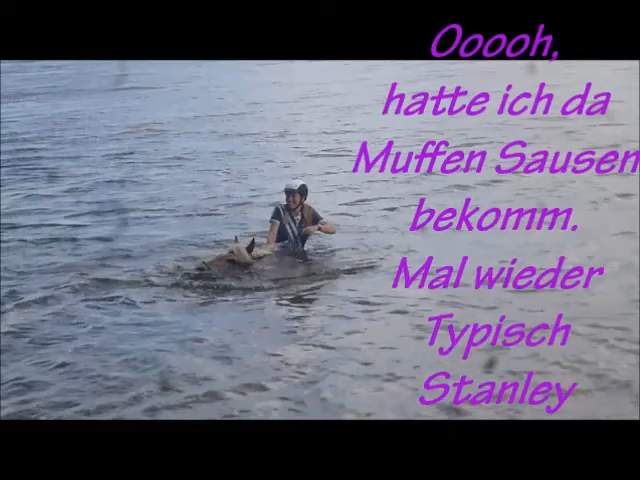 Ooooh,
hatte ich da
Muffen Sausen
bekomm.
Mal wieder
Typisch
Stanley